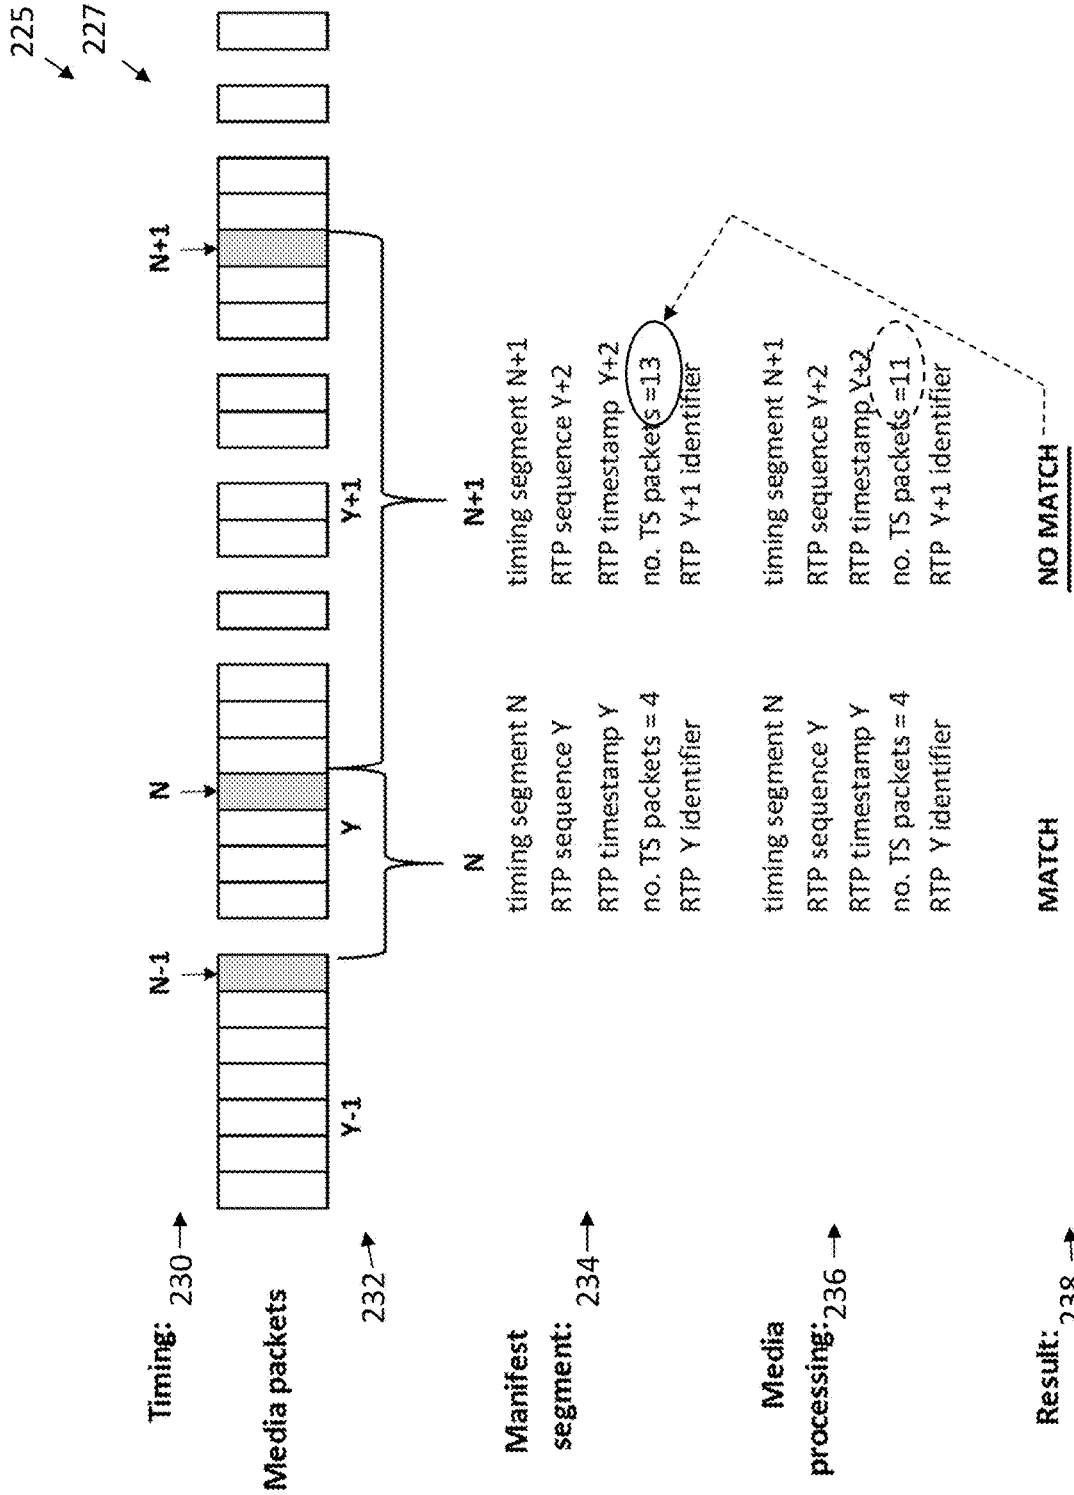 225
227
Timing:
230
N-1
N
N+1
Media packets
232
Y-1
Y
Y+1
N
N+1
Manifest
segment:
234
timing segment N
RTP sequence Y
RTP timestamp Y
no. TS packets = 4
RTP Y identifier
timing segment N+1
RTP sequence Y+2
RTP timestamp Y+2
no. TS packets =13
RTP Y+1 identifier
Media
processing:
236
timing segment N
RTP sequence Y
RTP timestamp Y
no. TS packets = 4
RTP Y identifier
timing segment N+1
RTP sequence Y+2
RTP timestamp Y+2
no. TS packets =11
RTP Y+1 identifier
Result:
238
MATCH
NO MATCH